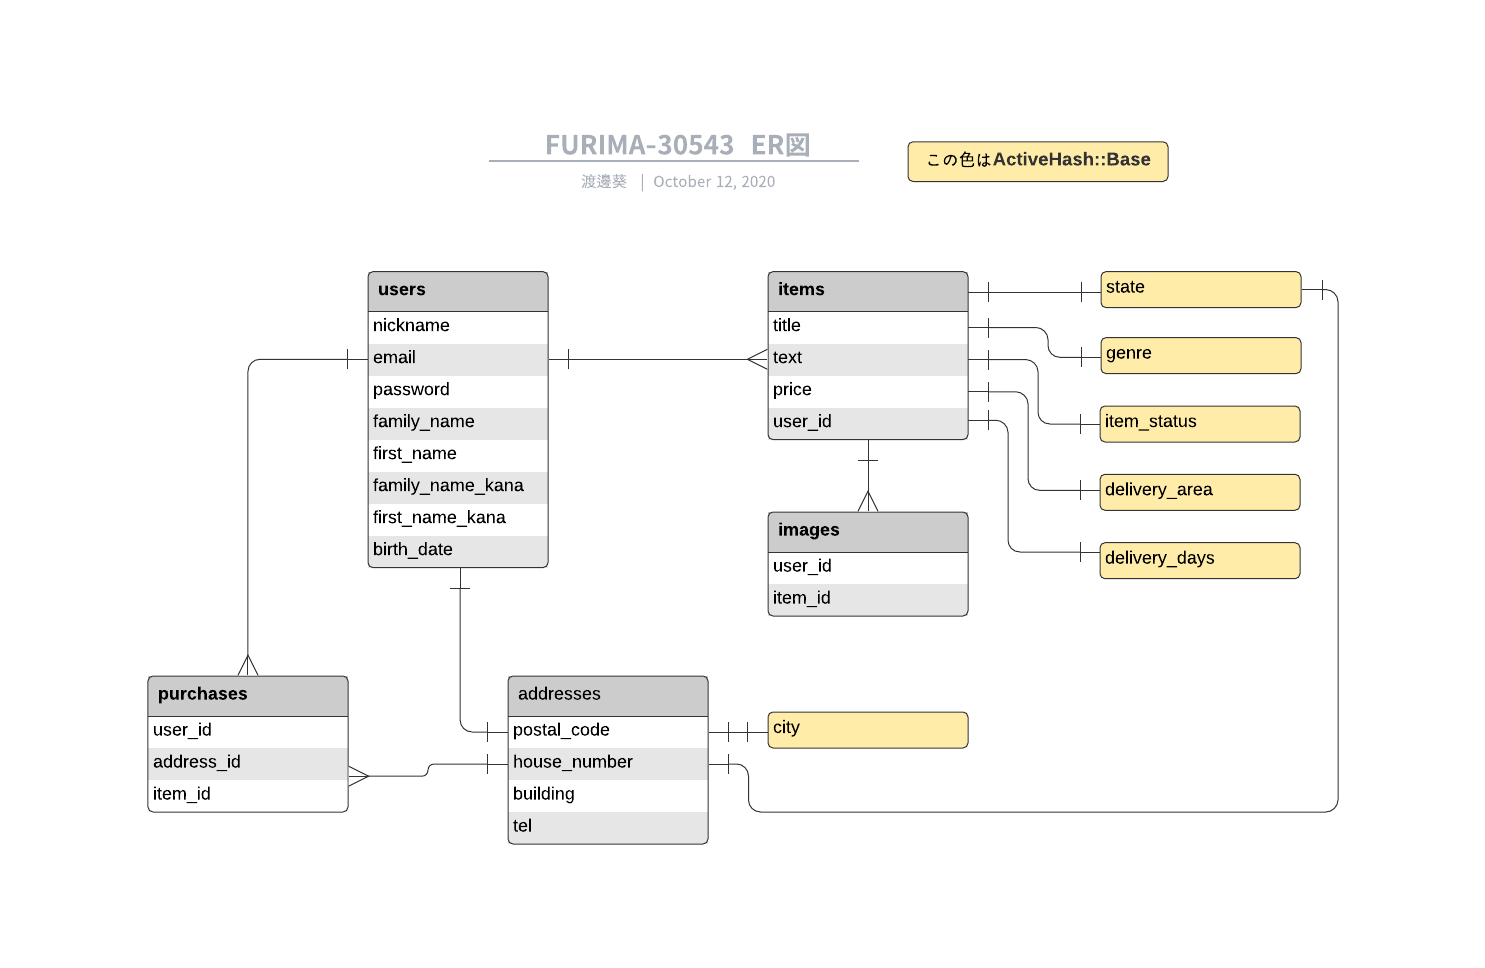 FURIMA-30543 ER図
渡邉葵 | October 12, 2020
この色はActiveHash::Base
users
nickname
email
password
family_name
first_name
family_name_kana
first_name_kana
birth_date
items
title
text
price
user_id
state
genre
item_status
delivery_area
delivery_days
images
user_id
item_id
purchases
user_id
address_id
item_id
addresses
postal_code
house_number
building
tel
city